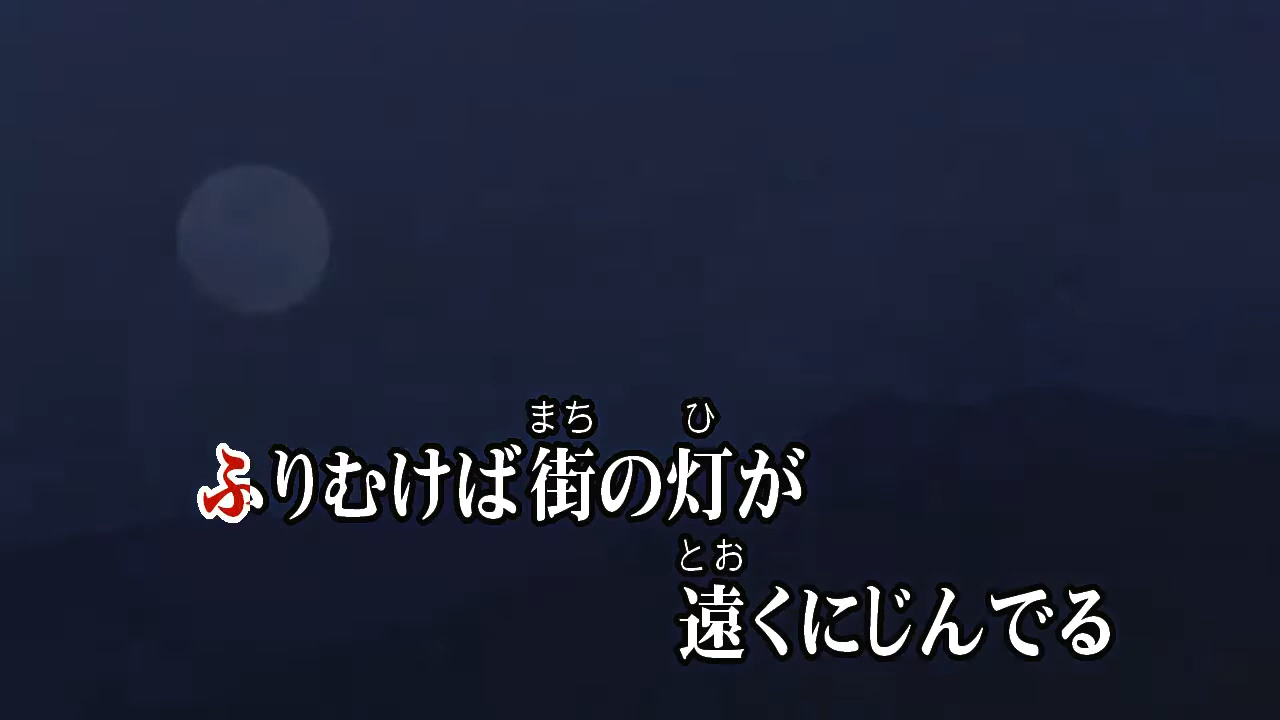 まち ひ
ふりむけば街の灯が
とお
遠くにじんでる